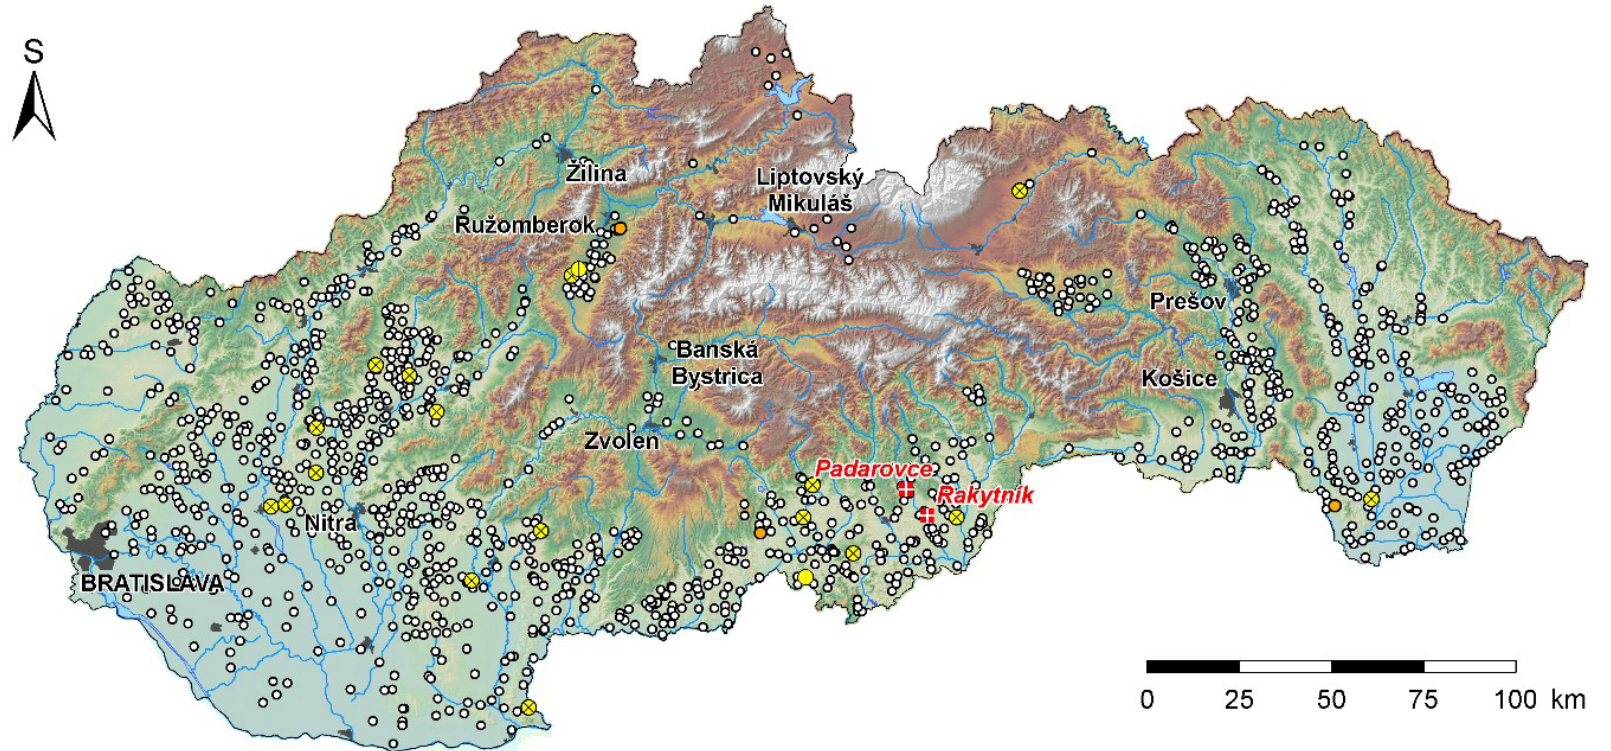 S
Žilina
Liptovský
Mikuláš
Ružomberok
Prešov
Banská
Bystrica
Košice
Zvolen
Padarovce
Rakytník
Nitra
BRATISLAVA
0 25 50 75 100 km